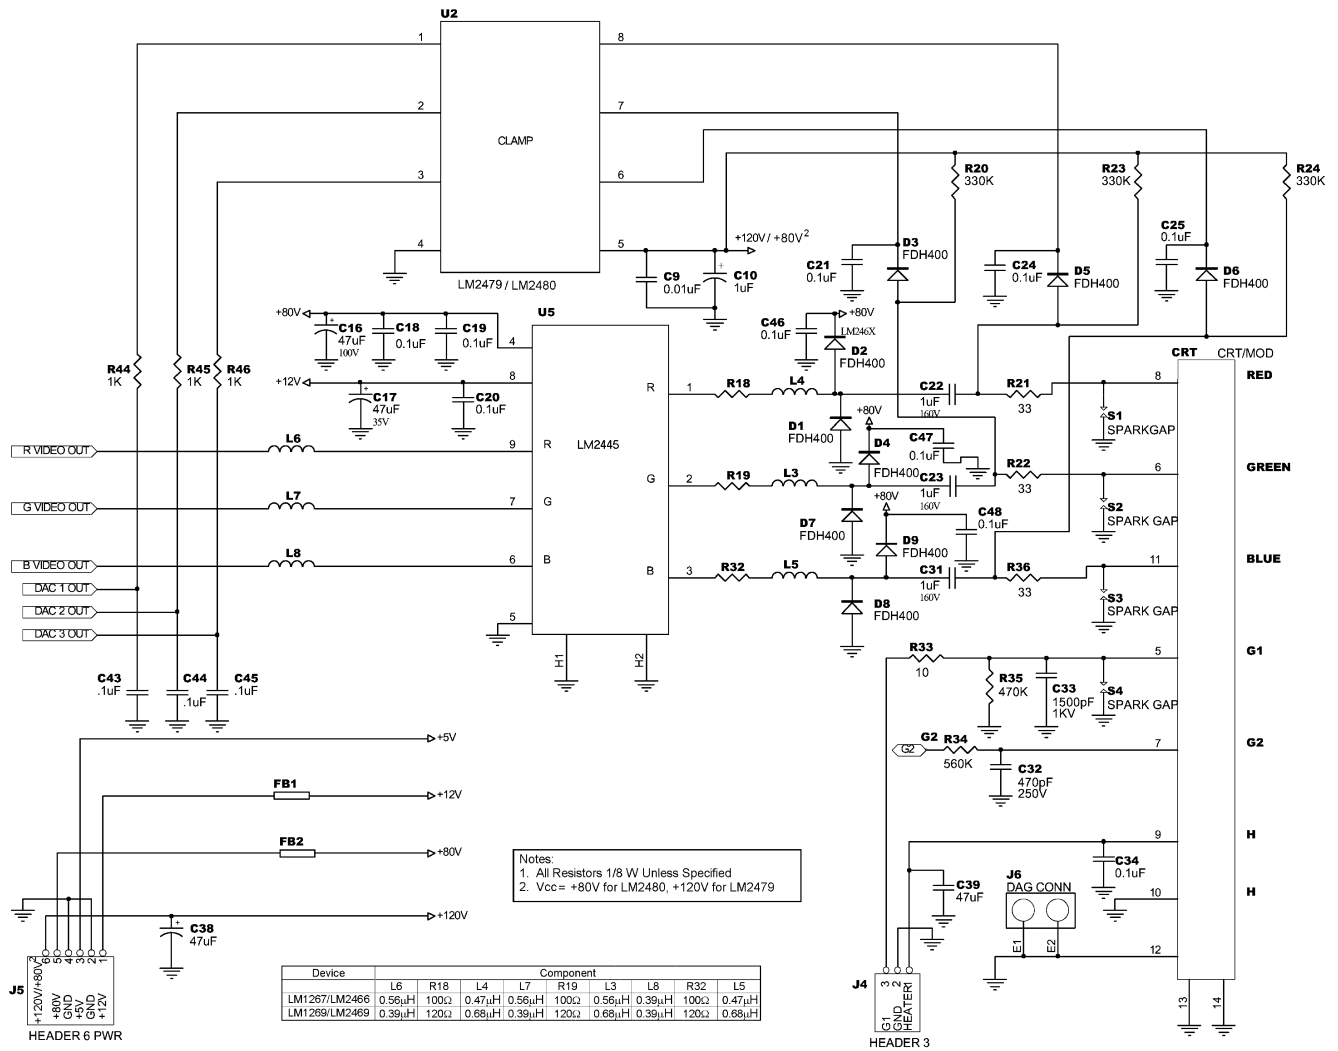 U2
1
8
2
7
CLAMP
3
6
4
5
LM2479 / LM2480
+120V/ +80V2
C9
0.01uF
C10
1uF
R20
330K
R23
330K
R24
330K
C21
0.1uF
D3
FDH400
C24
0.1uF
D5
FDH400
C25
0.1uF
D6
FDH400
+80V
C16
47uF
100V
C18
0.1uF
C19
0.1uF
U5
4
C46
0.1uF
+80V
LM246X
D2
FDH400
R44
1K
R45
1K
R46
1K
+12V
C17
47uF
35V
C20
0.1uF
8
R
1
R18
L4
C22
1uF
160V
R21
33
CRT
CRT/MOD
8
RED
S1
SPARKGAP
D1
FDH400
+80V
D4
FDH400
C47
0.1uF
R VIDEO OUT
L6
9
R
LM2445
G
2
R19
L3
C23
1uF
160V
R22
33
6
GREEN
S2
SPARK GAP
G VIDEO OUT
L7
7
G
D7
FDH400
+80V
D9
FDH400
C48
0.1uF
B VIDEO OUT
L8
6
B
B
3
R32
L5
C31
1uF
160V
R36
33
11
BLUE
S3
SPARK GAP
D8
FDH400
DAC 1 OUT
DAC 2 OUT
DAC 3 OUT
5
H1
H2
C43
.1uF
C44
.1uF
C45
.1uF
R33
10
R35
470K
C33
1500pF
1KV
S4
SPARK GAP
5
G1
+5V
G2
G2
R34
560K
C32
470pF
250V
7
G2
FB1
+12V
FB2
+80V
Notes:
1. All Resistors 1/8 W Unless Specified
2. Vcc = +80V for LM2480, +120V for LM2479
9
H
C34
0.1uF
C39
47uF
J6
DAG CONN
E1
E2
10
H
12
+120V
C38
47uF
J5
6
5
4
3
2
1
+120V/+80V2
+80V
GND
+5V
GND
+12V
HEADER 6 PWR
J4
3
2
1
G1
GND
HEATER
HEADER 3
13
14
Device Component
L6 R18 L4 L7 R19 L3 L8 R32 L5
LM1267/LM2466 0.56µH 100Ω 0.47µH 0.56µH 100Ω 0.56µH 0.39µH 100Ω 0.47µH
LM1269/LM2469 0.39µH 120Ω 0.68µH 0.39µH 120Ω 0.68µH 0.39µH 120Ω 0.68µH